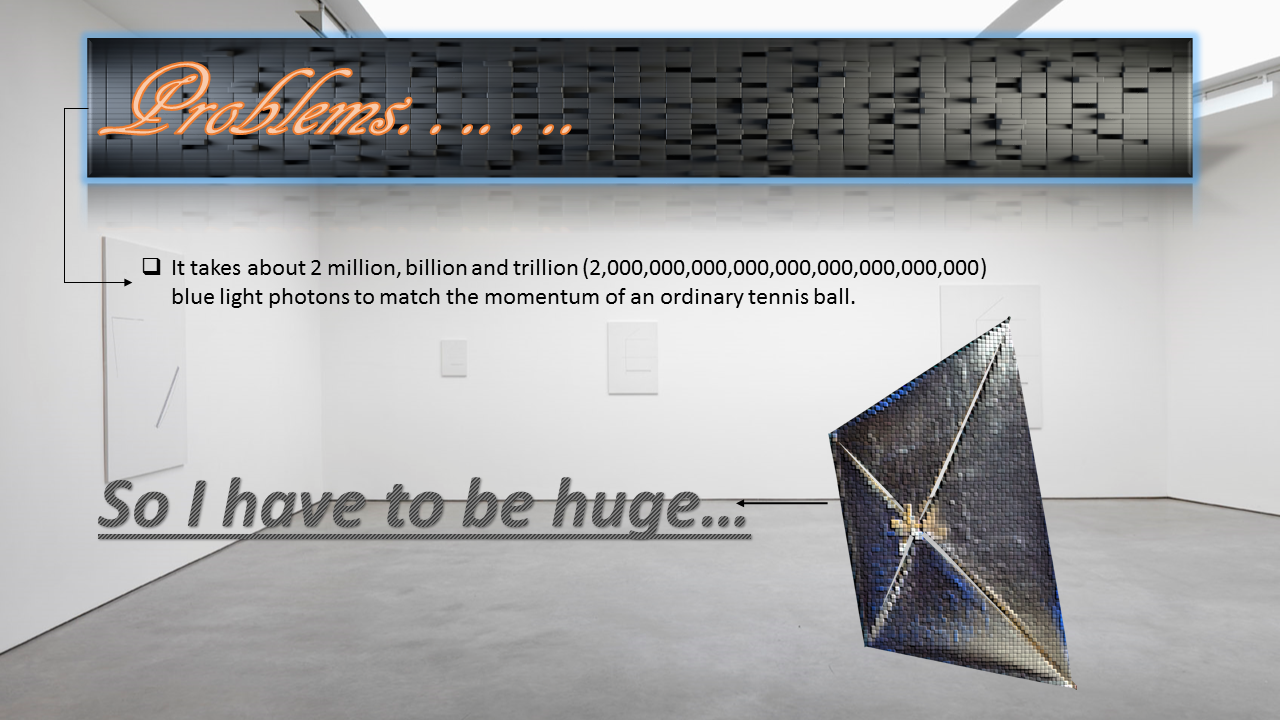 Problems……..
❑ It takes about 2 million, billion and trillion (2,000,000,000,000,000,000,000,000,000)
blue light photons to match the momentum of an ordinary tennis ball.
So I have to be huge...